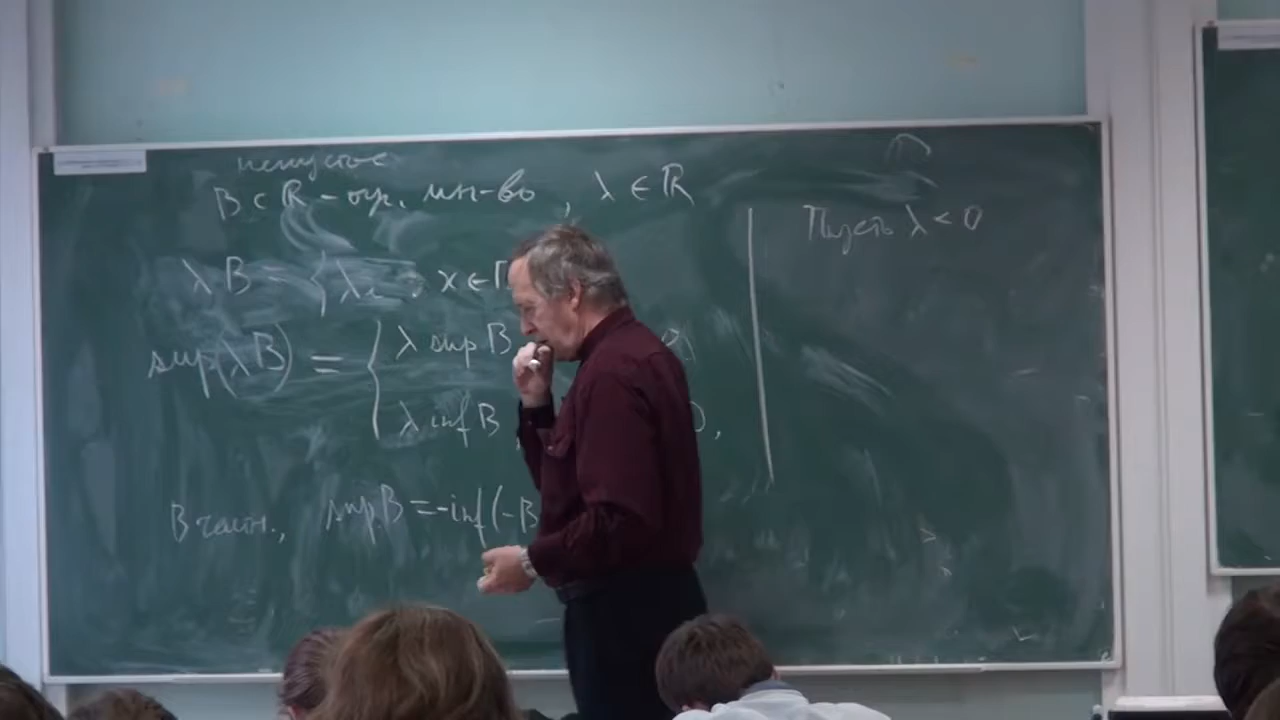 непустое
B ⊂ ℝ - огр. мн-во, λ ∈ ℝ
λB = {λx : x ∈
sup(λB) = { λ sup B
λ inf B ,
В частн., sup B = -inf(-B
Пусть λ < 0